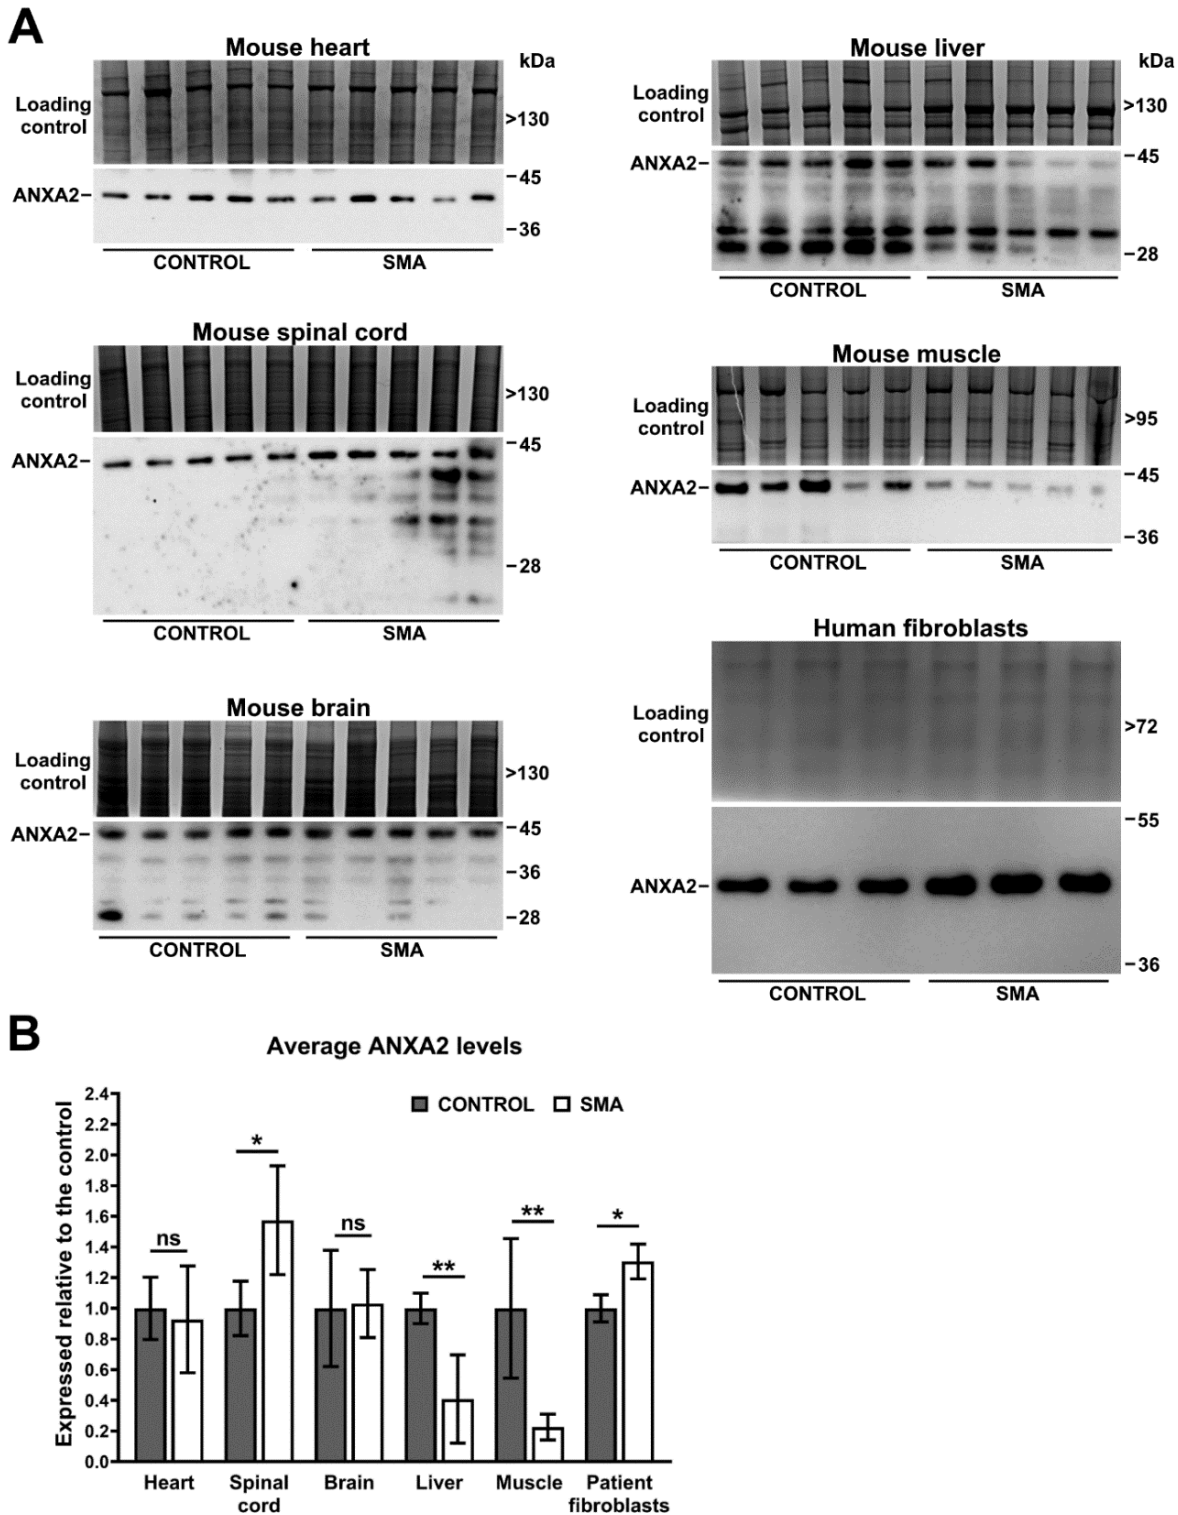 A
Mouse heart
kDa
Loading
control
>130
ANXA2–
–45
–36
CONTROL
SMA
Mouse spinal cord
Loading
control
>130
ANXA2–
–45
–28
CONTROL
SMA
Mouse brain
Loading
control
>130
ANXA2–
–45
–36
–28
CONTROL
SMA
Mouse liver
kDa
Loading
control
>130
ANXA2–
–45
–28
CONTROL
SMA
Mouse muscle
Loading
control
>95
ANXA2–
–45
–36
CONTROL
SMA
Human fibroblasts
Loading
control
>72
–55
ANXA2–
–36
CONTROL
SMA
B
Average ANXA2 levels
CONTROL SMA
Expressed relative to the control
2.4
2.2
2.0
1.8
1.6
1.4
1.2
1.0
0.8
0.6
0.4
0.2
0.0
ns
*
ns
**
**
*
Heart
Spinal
cord
Brain
Liver
Muscle
Patient
fibroblasts